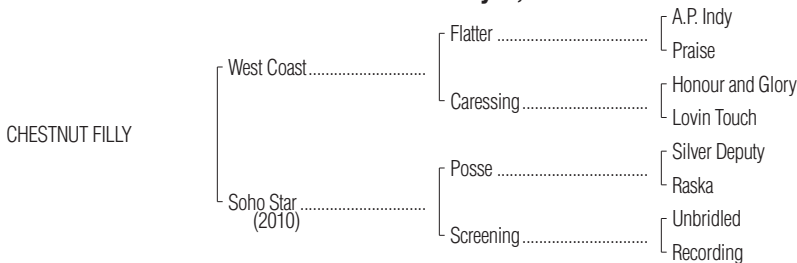 A.P. Indy
Flatter
Praise
West Coast
Honour and Glory
Caressing
Lovin Touch
CHESTNUT FILLY
Silver Deputy
Posse
Raska
Soho Star
(2010)
Unbridled
Screening
Recording